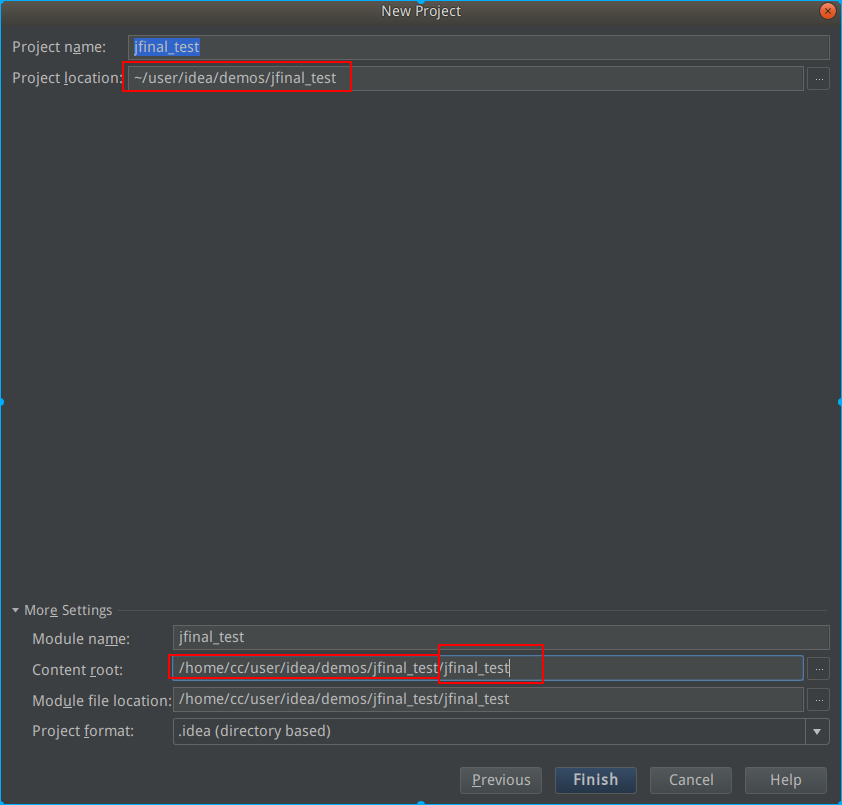 New Project
Project name: jfinal_test
Project location: ~/user/idea/demos/jfinal_test ...
More Settings
Module name: jfinal_test
Content root: /home/cc/user/idea/demos/jfinal_test/jfinal_test ...
Module file location: /home/cc/user/idea/demos/jfinal_test/jfinal_test ...
Project format: .idea (directory based)
Previous Finish Cancel Help